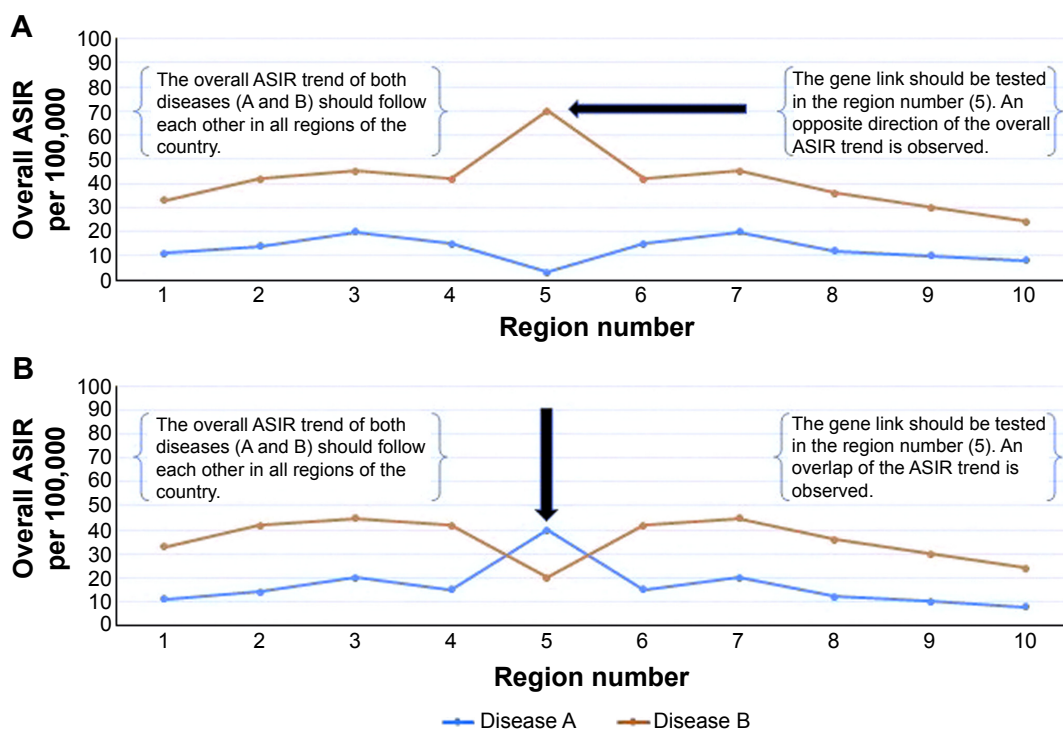 A
Overall ASIR
per 100,000
100
90
80
70
60
50
40
30
20
10
0
The overall ASIR trend of both
diseases (A and B) should follow
each other in all regions of the
country.
The gene link should be tested
in the region number (5). An
opposite direction of the overall
ASIR trend is observed.
1 2 3 4 5 6 7 8 9 10
Region number
B
Overall ASIR
per 100,000
100
90
80
70
60
50
40
30
20
10
0
The overall ASIR trend of both
diseases (A and B) should follow
each other in all regions of the
country.
The gene link should be tested
in the region number (5). An
overlap of the ASIR trend is
observed.
1 2 3 4 5 6 7 8 9 10
Region number
Disease A Disease B